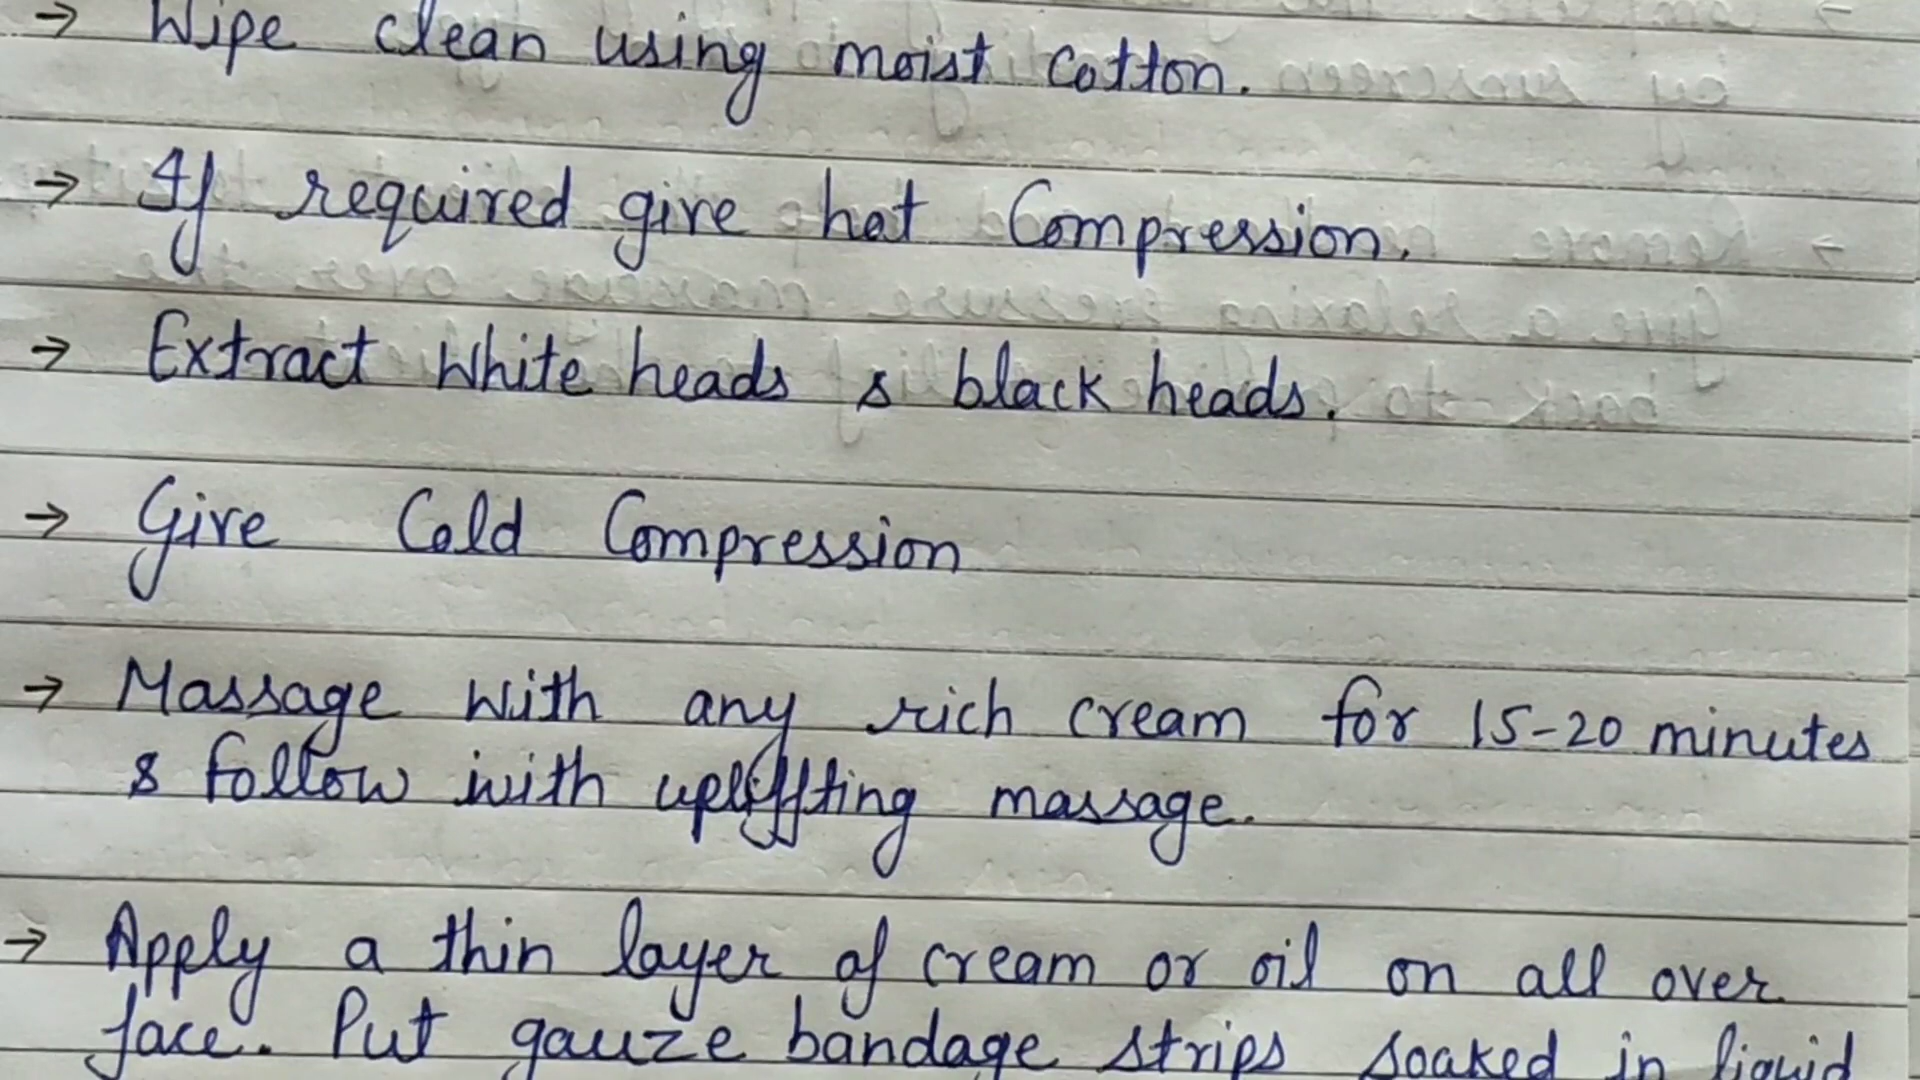 → Wipe clean using moist cotton.
→ If required give hot Compression.
→ Extract White heads & black heads.
→ Give Cold Compression
→ Massage with any rich cream for 15-20 minutes
& follow with upliffting massage.
→ Apply a thin layer of cream or oil on all over
face. Put gauze bandage strips soaked in liquid